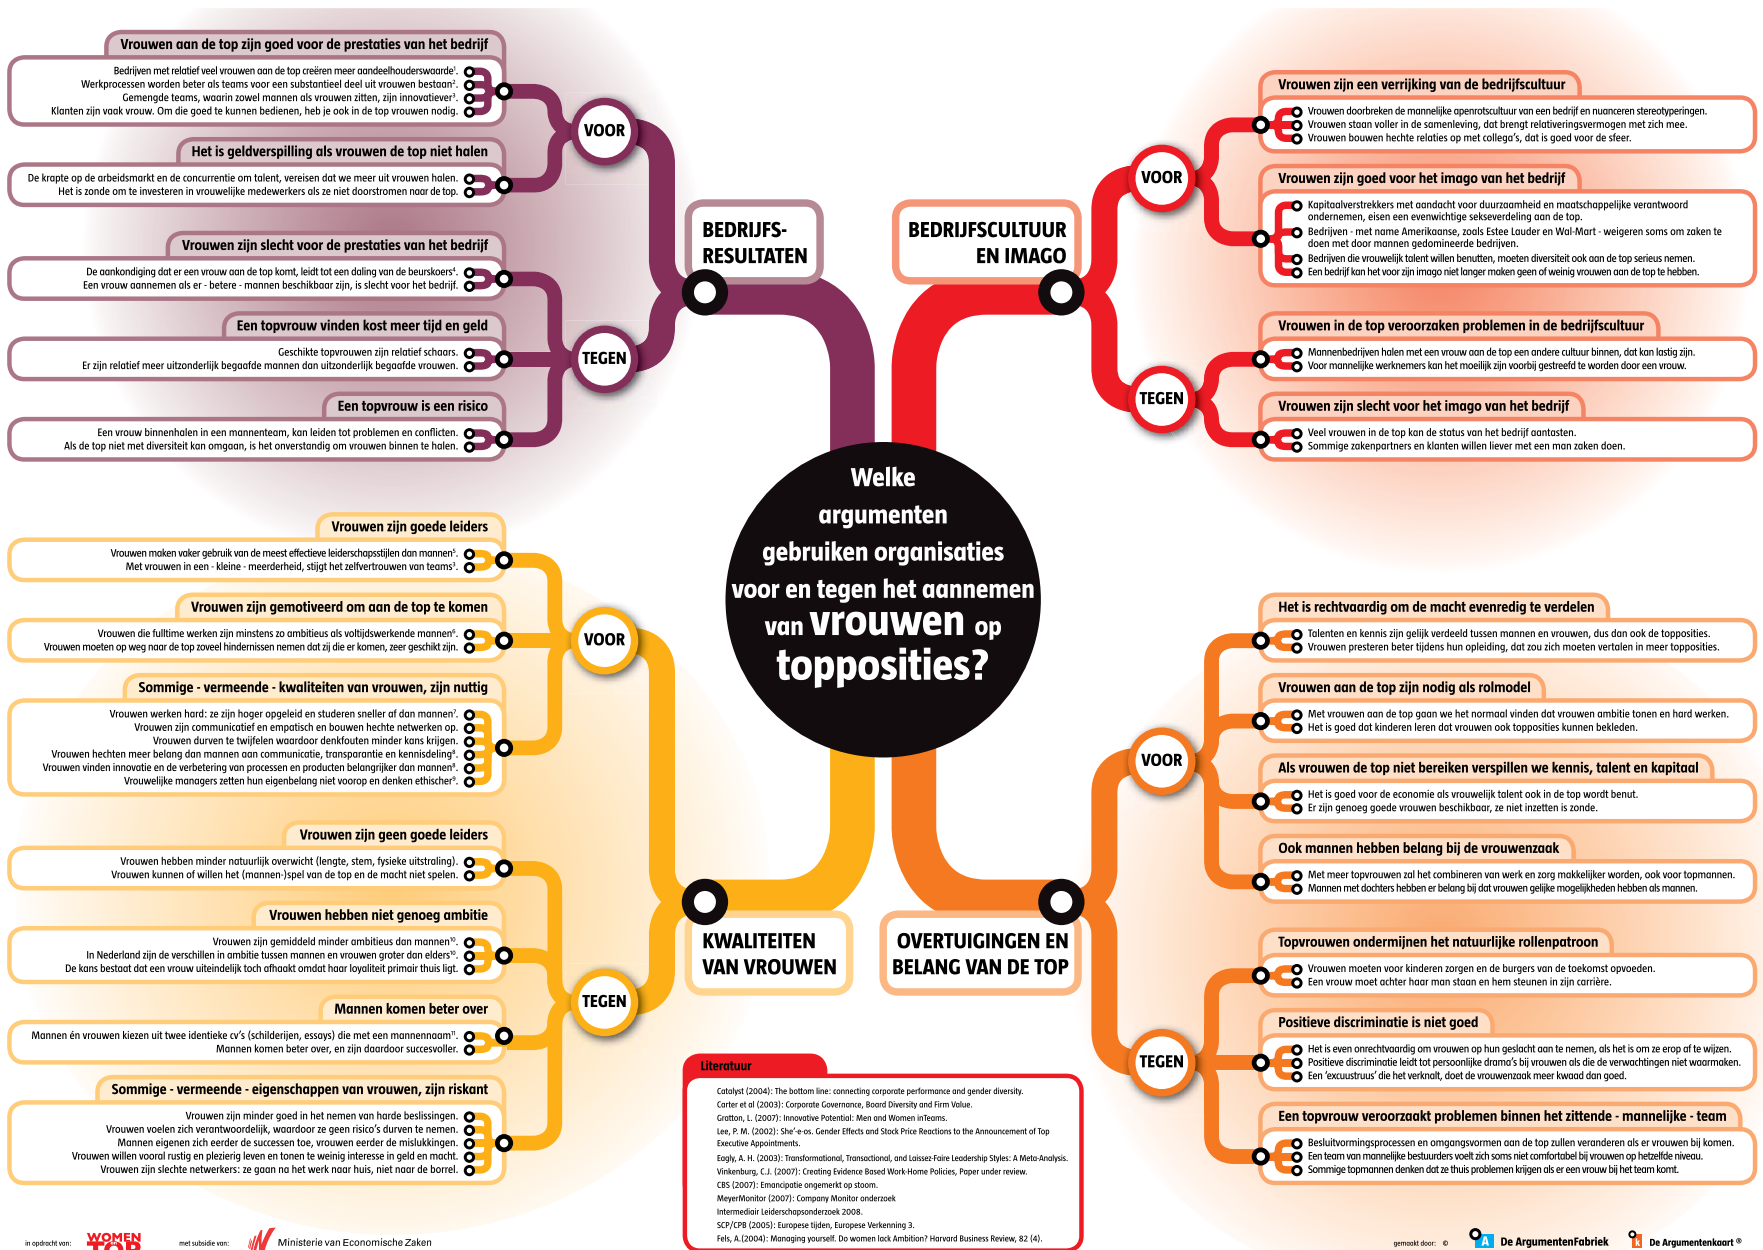 Vrouwen aan de top zijn goed voor de prestaties van het bedrijf
Bedrijven met relatief veel vrouwen aan de top creëren meer aandeelhouderswaarde¹.
Werkprocessen worden beter als teams voor een substantieel deel uit vrouwen bestaan².
Gemengde teams, waarin zowel mannen als vrouwen zitten, zijn innovatiever³.
Klanten zijn vaak vrouw. Om die goed te kunnen bedienen, heb je ook in de top vrouwen nodig.
Het is geldverspilling als vrouwen de top niet halen
De krapte op de arbeidsmarkt en de concurrentie om talent, vereisen dat we meer uit vrouwen halen.
Het is zonde om te investeren in vrouwelijke medewerkers als ze niet doorstromen naar de top.
VOOR
Vrouwen zijn slecht voor de prestaties van het bedrijf
De aankondiging dat er een vrouw aan de top komt, leidt tot een daling van de beurskoers⁴.
Een vrouw aannemen als er - betere - mannen beschikbaar zijn, is slecht voor het bedrijf.
Een topvrouw vinden kost meer tijd en geld
Geschikte topvrouwen zijn relatief schaars.
Er zijn relatief meer uitzonderlijk begaafde mannen dan uitzonderlijk begaafde vrouwen.
Een topvrouw is een risico
Een vrouw binnenhalen in een mannenteam, kan leiden tot problemen en conflicten.
Als de top niet met diversiteit kan omgaan, is het onverstandig om vrouwen binnen te halen.
TEGEN
BEDRIJFS-
RESULTATEN
BEDRIJFSCULTUUR
EN IMAGO
VOOR
Vrouwen zijn een verrijking van de bedrijfscultuur
Vrouwen doorbreken de mannelijke apenrotscultuur van een bedrijf en nuanceren stereotyperingen.
Vrouwen staan voller in de samenleving, dat brengt relativeringsvermogen met zich mee.
Vrouwen bouwen hechte relaties op met collega's, dat is goed voor de sfeer.
Vrouwen zijn goed voor het imago van het bedrijf
Kapitaalverstrekkers met aandacht voor duurzaamheid en maatschappelijke verantwoord
ondernemen, eisen een evenwichtige sekseverdeling aan de top.
Bedrijven - met name Amerikaanse, zoals Estee Lauder en Wal-Mart - weigeren soms om zaken te
doen met door mannen gedomineerde bedrijven.
Bedrijven die vrouwelijk talent willen benutten, moeten diversiteit ook aan de top serieus nemen.
Een bedrijf kan het voor zijn imago niet langer maken geen of weinig vrouwen aan de top te hebben.
TEGEN
Vrouwen in de top veroorzaken problemen in de bedrijfscultuur
Mannenbedrijven halen met een vrouw aan de top een andere cultuur binnen, dat kan lastig zijn.
Voor mannelijke werknemers kan het moeilijk zijn voorbij gestreefd te worden door een vrouw.
Vrouwen zijn slecht voor het imago van het bedrijf
Veel vrouwen in de top kan de status van het bedrijf aantasten.
Sommige zakenpartners en klanten willen liever met een man zaken doen.
Welke
argumenten
gebruiken organisaties
voor en tegen het aannemen
van vrouwen op
topposities?
Vrouwen zijn goede leiders
Vrouwen maken vaker gebruik van de meest effectieve leiderschapsstijlen dan mannen⁵.
Met vrouwen in een - kleine - meerderheid, stijgt het zelfvertrouwen van teams³.
Vrouwen zijn gemotiveerd om aan de top te komen
Vrouwen die fulltime werken zijn minstens zo ambitieus als voltijdswerkende mannen⁶.
Vrouwen moeten op weg naar de top zoveel hindernissen nemen dat zij die er komen, zeer geschikt zijn.
Sommige - vermeende - kwaliteiten van vrouwen, zijn nuttig
Vrouwen werken hard: ze zijn hoger opgeleid en studeren sneller af dan mannen⁷.
Vrouwen zijn communicatief en empatisch en bouwen hechte netwerken op.
Vrouwen durven te twijfelen waardoor denkfouten minder kans krijgen.
Vrouwen hechten meer belang dan mannen aan communicatie, transparantie en kennisdeling⁸.
Vrouwen vinden innovatie en de verbetering van processen en producten belangrijker dan mannen⁸.
Vrouwelijke managers zetten hun eigenbelang niet voorop en denken ethischer⁹.
VOOR
Vrouwen zijn geen goede leiders
Vrouwen hebben minder natuurlijk overwicht (lengte, stem, fysieke uitstraling).
Vrouwen kunnen of willen het (mannen-)spel van de top en de macht niet spelen.
Vrouwen hebben niet genoeg ambitie
Vrouwen zijn gemiddeld minder ambitieus dan mannen¹⁰.
In Nederland zijn de verschillen in ambitie tussen mannen en vrouwen groter dan elders¹⁰.
De kans bestaat dat een vrouw uiteindelijk toch afhaakt omdat haar loyaliteit primair thuis ligt.
Mannen komen beter over
Mannen én vrouwen kiezen uit twee identieke cv's (schilderijen, essays) die met een mannennaam¹¹.
Mannen komen beter over, en zijn daardoor succesvoller.
Sommige - vermeende - eigenschappen van vrouwen, zijn riskant
Vrouwen zijn minder goed in het nemen van harde beslissingen.
Vrouwen voelen zich verantwoordelijk, waardoor ze geen risico's durven te nemen.
Mannen eigenen zich eerder de successen toe, vrouwen eerder de mislukkingen.
Vrouwen willen vooral rustig en plezierig leven en tonen te weinig interesse in geld en macht.
Vrouwen zijn slechte netwerkers: ze gaan na het werk naar huis, niet naar de borrel.
TEGEN
KWALITEITEN
VAN VROUWEN
OVERTUIGINGEN EN
BELANG VAN DE TOP
VOOR
Het is rechtvaardig om de macht evenredig te verdelen
Talenten en kennis zijn gelijk verdeeld tussen mannen en vrouwen, dus dan ook de topposities.
Vrouwen presteren beter tijdens hun opleiding, dat zou zich moeten vertalen in meer topposities.
Vrouwen aan de top zijn nodig als rolmodel
Met vrouwen aan de top gaan we het normaal vinden dat vrouwen ambitie tonen en hard werken.
Het is goed dat kinderen leren dat vrouwen ook topposities kunnen bekleden.
Als vrouwen de top niet bereiken verspillen we kennis, talent en kapitaal
Het is goed voor de economie als vrouwelijk talent ook in de top wordt benut.
Er zijn genoeg goede vrouwen beschikbaar, ze niet inzetten is zonde.
Ook mannen hebben belang bij de vrouwenzaak
Met meer topvrouwen zal het combineren van werk en zorg makkelijker worden, ook voor topmannen.
Mannen met dochters hebben er belang bij dat vrouwen gelijke mogelijkheden hebben als mannen.
TEGEN
Topvrouwen ondermijnen het natuurlijke rollenpatroon
Vrouwen moeten voor kinderen zorgen en de burgers van de toekomst opvoeden.
Een vrouw moet achter haar man staan en hem steunen in zijn carrière.
Positieve discriminatie is niet goed
Het is even onrechtvaardig om vrouwen op hun geslacht aan te nemen, als het is om ze erop af te wijzen.
Positieve discriminatie leidt tot persoonlijke drama's bij vrouwen als die de verwachtingen niet waarmaken.
Een 'excuustruus' die het verknalt, doet de vrouwenzaak meer kwaad dan goed.
Een topvrouw veroorzaakt problemen binnen het zittende - mannelijke - team
Besluitvormingsprocessen en omgangsvormen aan de top zullen veranderen als er vrouwen bij komen.
Een team van mannelijke bestuurders voelt zich soms niet comfortabel bij vrouwen op hetzelfde niveau.
Sommige topmannen denken dat ze thuis problemen krijgen als er een vrouw bij het team komt.
Literatuur
Catalyst (2004): The bottom line: connecting corporate performance and gender diversity.
Carter et al (2003): Corporate Governance, Board Diversity and Firm Value.
Gratton, L. (2007): Innovative Potential: Men and Women inTeams.
Lee, P. M. (2002): She'-e-os. Gender Effects and Stock Price Reactions to the Announcement of Top
Executive Appointments.
Eagly, A. H. (2003): Transformational, Transactional, and Laissez-Faire Leadership Styles: A Meta-Analysis.
Vinkenburg, C.J. (2007): Creating Evidence Based Work-Home Policies, Paper under review.
CBS (2007): Emancipatie ongemerkt op stoom.
MeyerMonitor (2007): Company Monitor onderzoek
Intermediair Leiderschapsonderzoek 2008.
SCP/CPB (2005): Europese tijden, Europese Verkenning 3.
Fels, A.(2004): Managing yourself. Do women lack Ambition? Harvard Business Review, 82 (4).
in opdracht van:
WOMEN
TOP
met subsidie van:
Ministerie van Economische Zaken
gemaakt door: ©
A
De ArgumentenFabriek
k
De Argumentenkaart ®